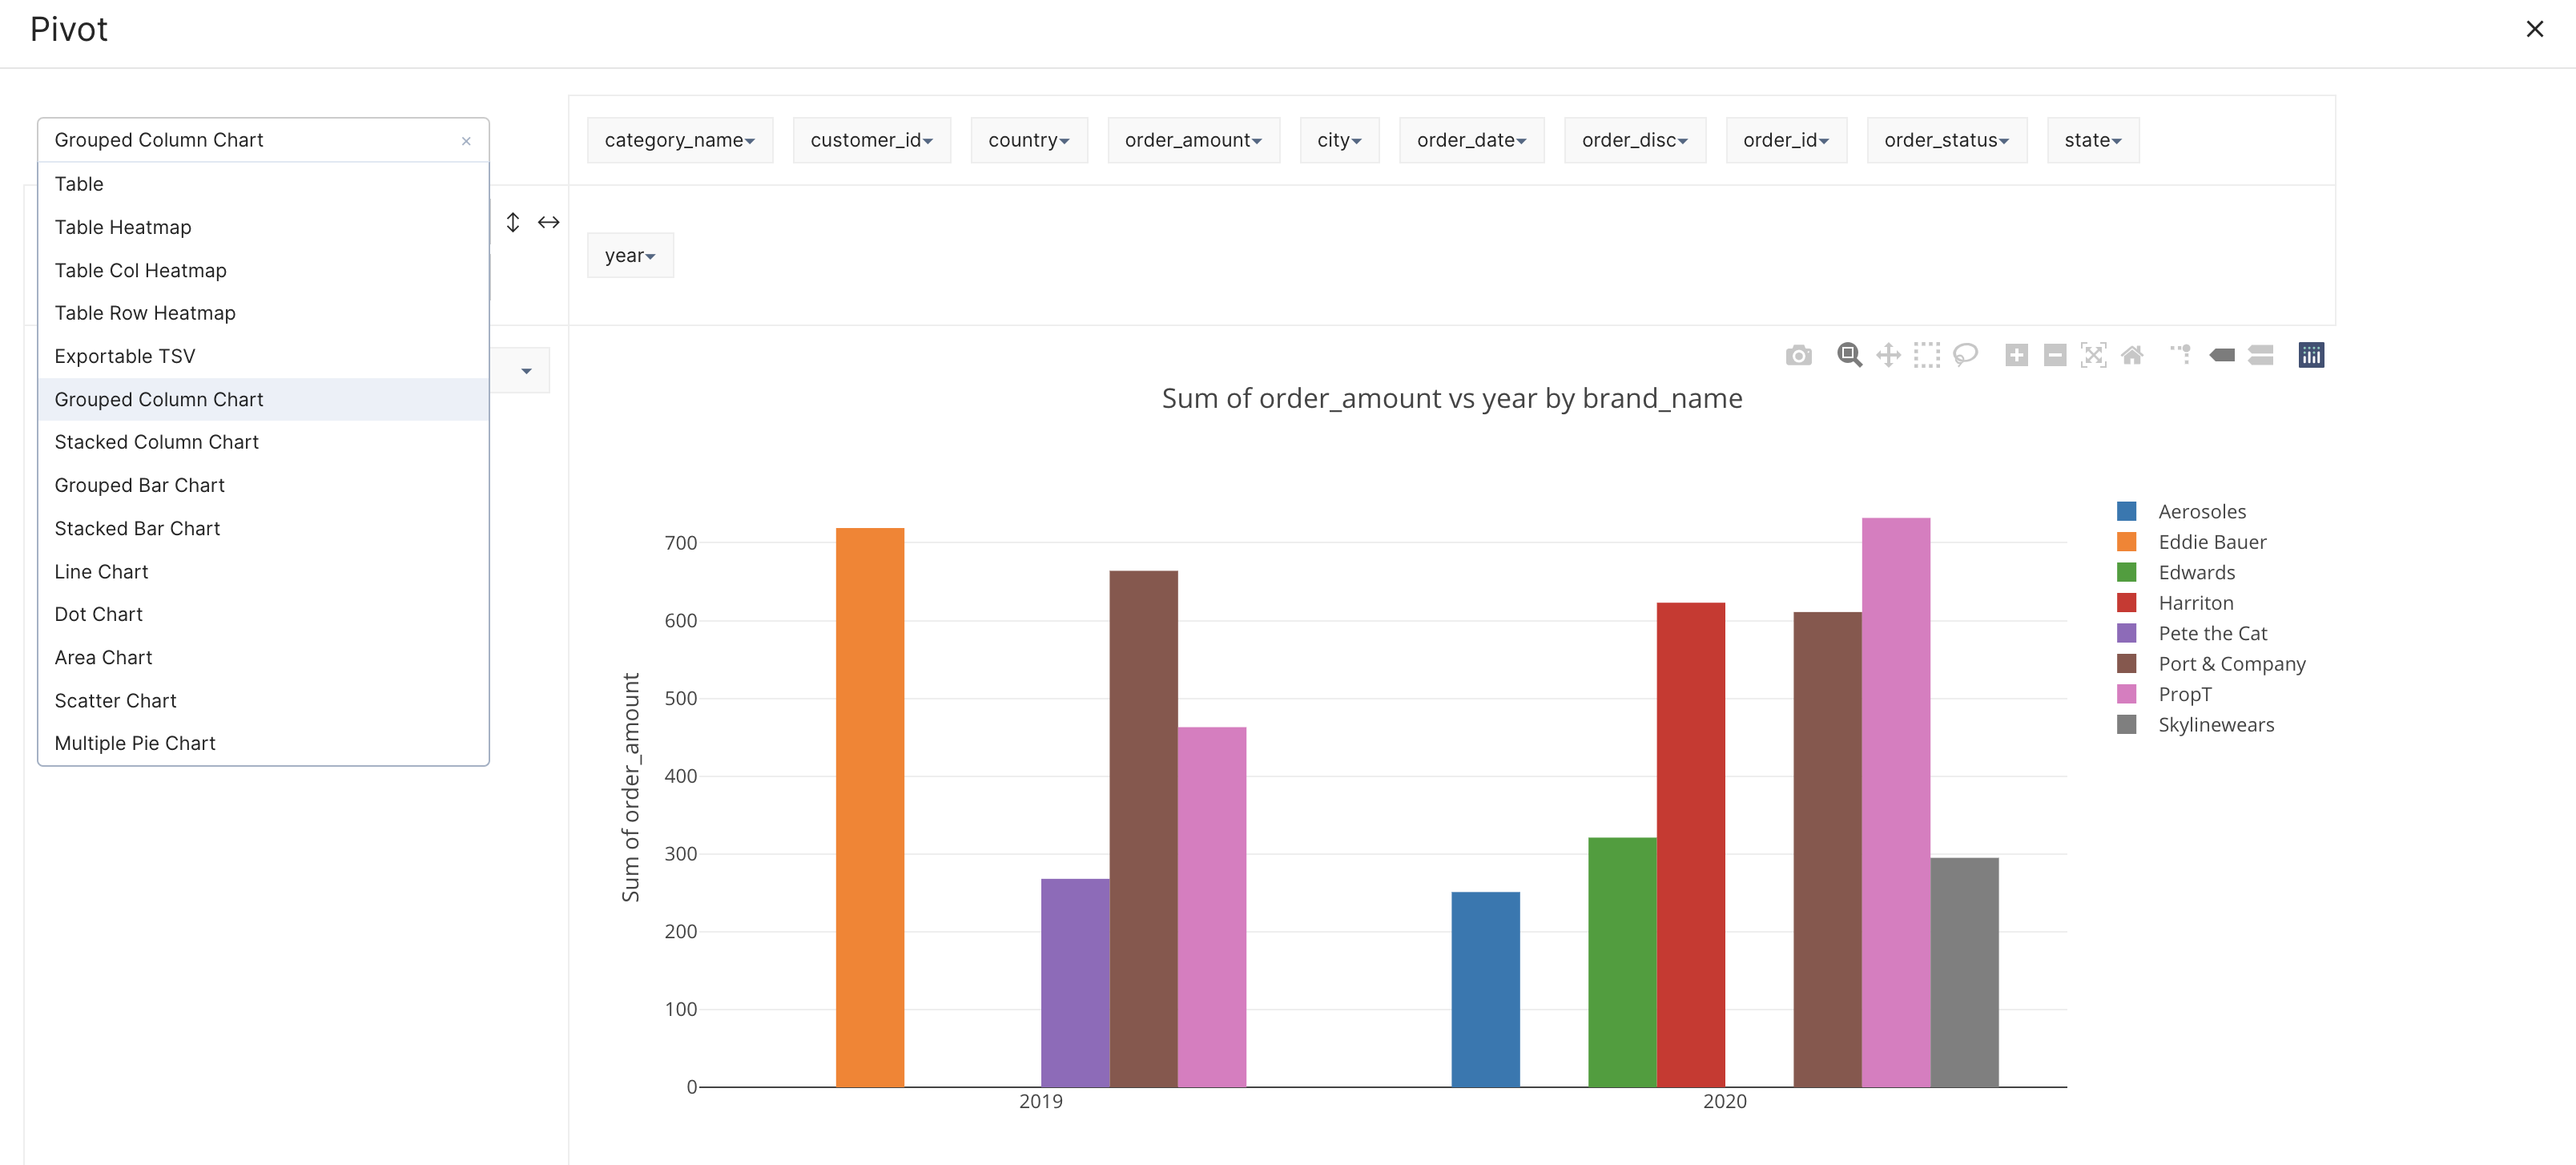 Pivot
Grouped Column Chart ×
Table
Table Heatmap
Table Col Heatmap
Table Row Heatmap
Exportable TSV
Grouped Column Chart
Stacked Column Chart
Grouped Bar Chart
Stacked Bar Chart
Line Chart
Dot Chart
Area Chart
Scatter Chart
Multiple Pie Chart
category_name customer_id country order_amount city order_date order_disc order_id order_status state
year
Sum of order_amount vs year by brand_name
Sum of order_amount
700
600
500
400
300
200
100
0
2019 2020
Aerosoles
Eddie Bauer
Edwards
Harriton
Pete the Cat
Port & Company
PropT
Skylinewears